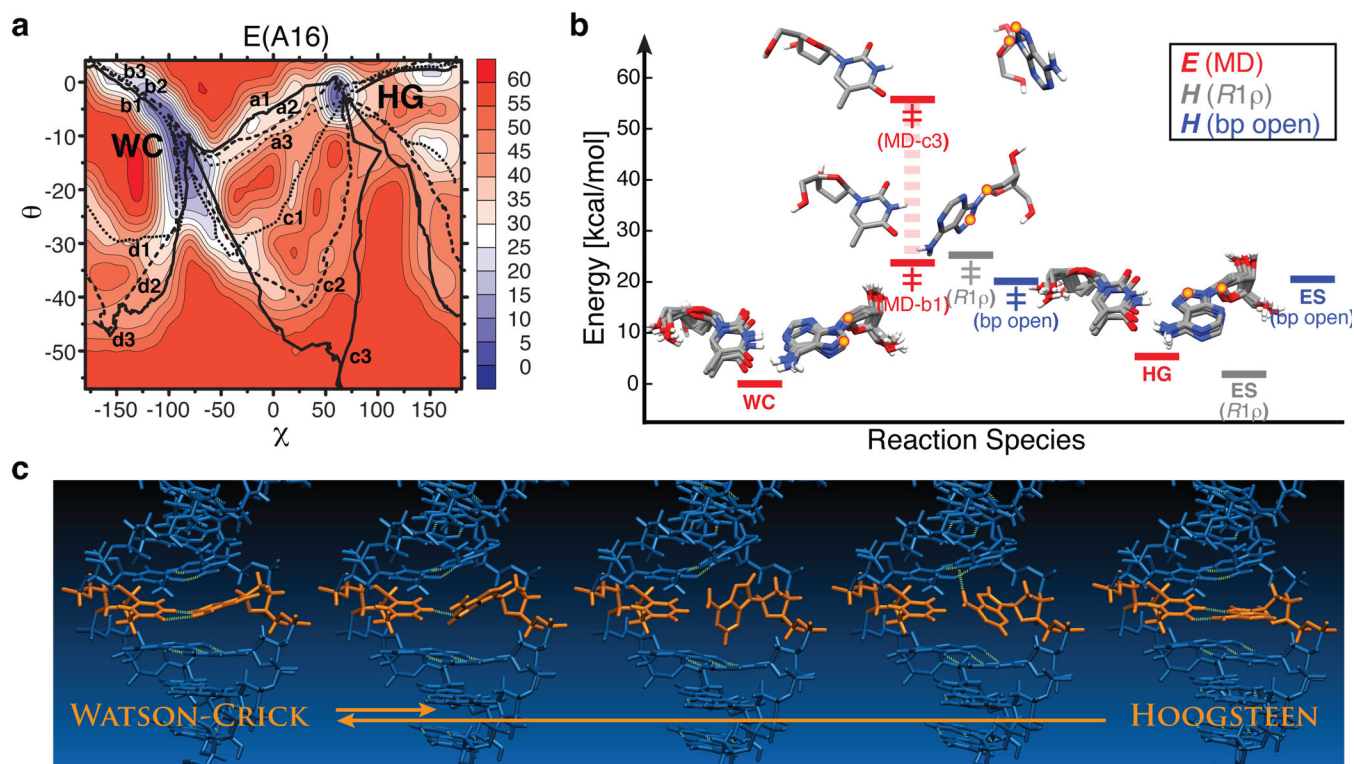 a
E(A16)
0
-10
-20
-30
-40
-50
θ
-150
-100
-50
0
50
100
150
χ
b3
b2
b1
WC
a1
a2
a3
HG
c1
c2
c3
d1
d2
d3
60
55
50
45
40
35
30
25
20
15
10
5
0
b
Energy [kcal/mol]
60
50
40
30
20
10
0
E (MD)
H (R1ρ)
H (bp open)
‡
(MD-c3)
‡
(MD-b1)
‡
(R1ρ)
‡
(bp open)
WC
HG
ES
(bp open)
ES
(R1ρ)
Reaction Species
c
WATSON-CRICK
HOOGSTEEN